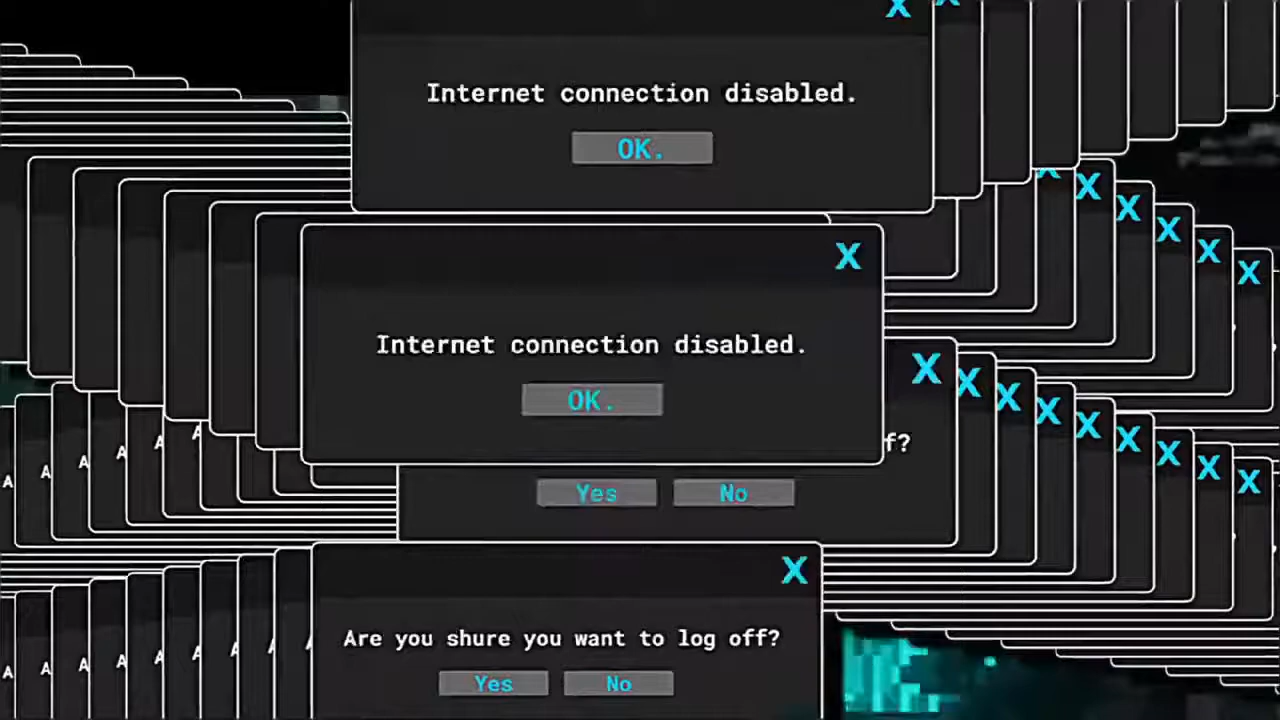 X X
Internet connection disabled.
OK.
X X X X X
X
Internet connection disabled.
OK.
X X X X X X X X X
f?
A A A A A A
Yes No
X
Are you shure you want to log off?
A A A A A A A A A
Yes No